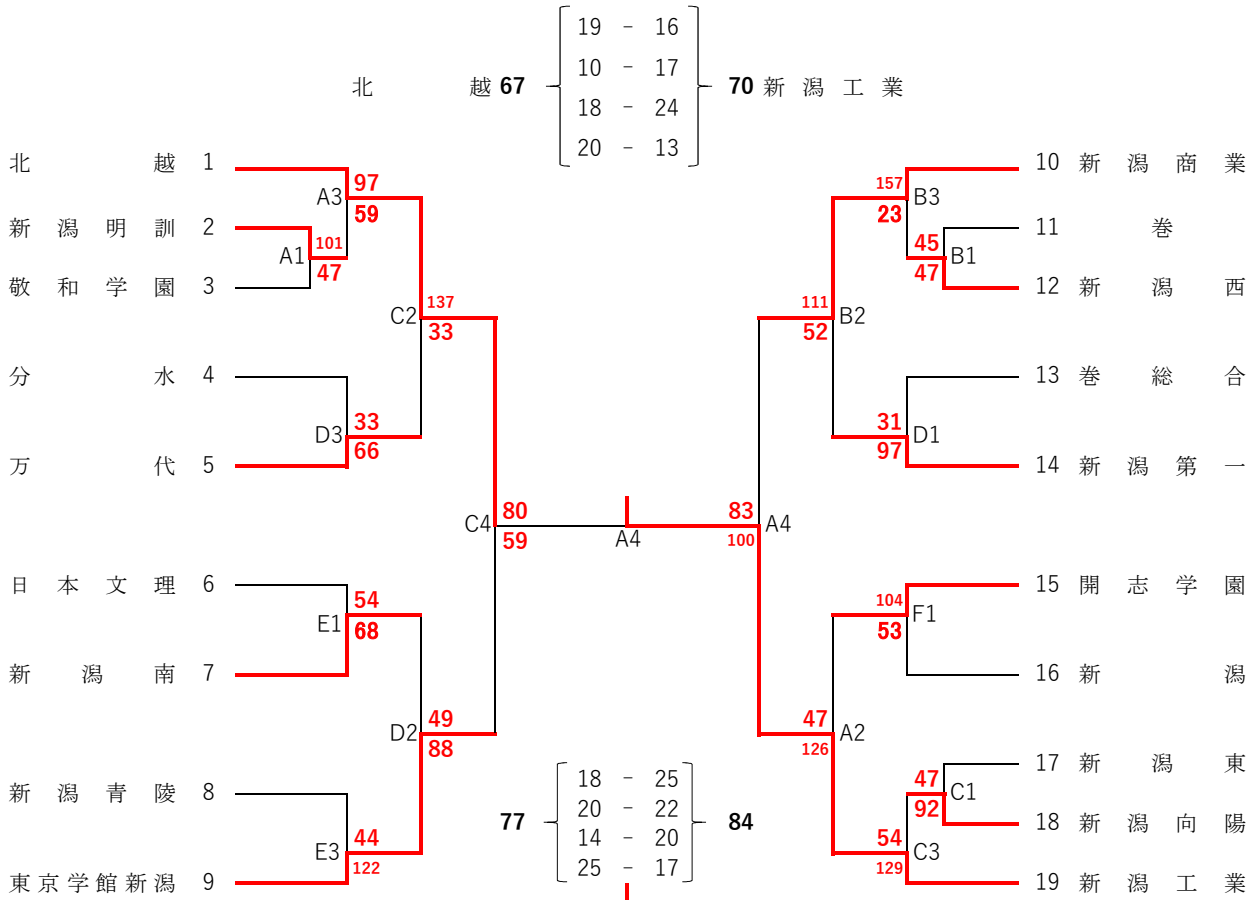 19 － 16
10 － 17
北越 67 70 新潟工業
18 － 24
20 － 13
北越 1
97
A3
59
新潟明訓 2
101
A1
47
敬和学園 3
137
C2
33
分水 4
33
D3
66
万代 5
80
C4
59
日本文理 6
54
E1
68
新潟南 7
49
D2
88
新潟青陵 8
44
E3
122
東京学館新潟 9
A4
10 新潟商業
157
B3
23
11 巻
45
B1
47
12 新潟西
111
B2
52
13 巻総合
31
D1
97
14 新潟第一
83
A4
100
15 開志学園
104
F1
53
16 新潟
47
A2
126
17 新潟東
47
C1
92
18 新潟向陽
54
C3
129
19 新潟工業
18 － 25
20 － 22
77 84
14 － 20
25 － 17